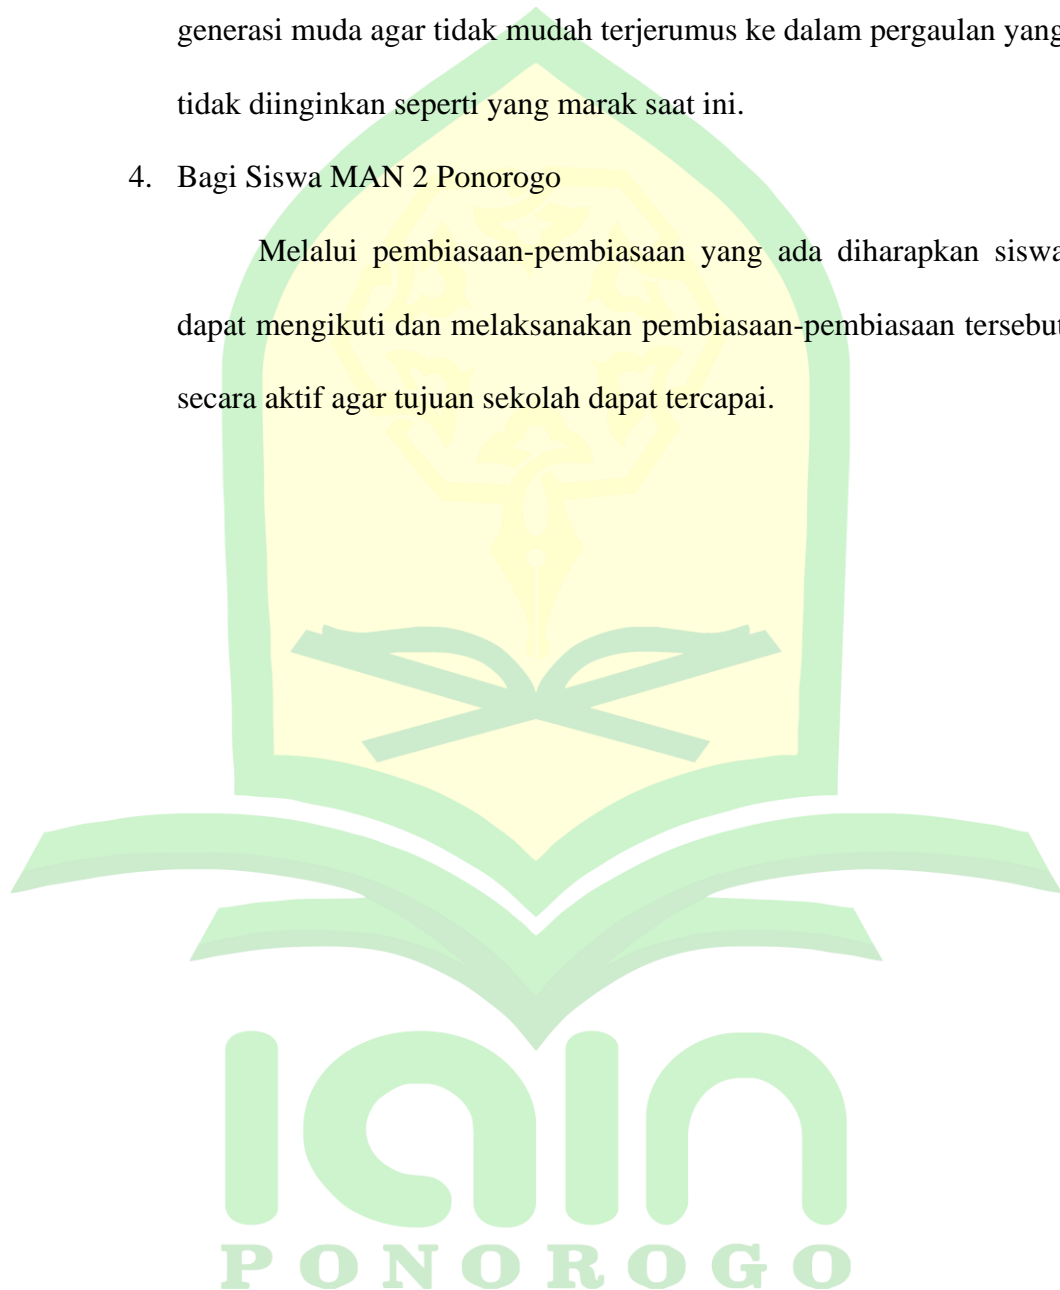 generasi muda agar tidak mudah terjerumus ke dalam pergaulan yang
tidak diinginkan seperti yang marak saat ini.
4. Bagi Siswa MAN 2 Ponorogo
Melalui pembiasaan-pembiasaan yang ada diharapkan siswa
dapat mengikuti dan melaksanakan pembiasaan-pembiasaan tersebut
secara aktif agar tujuan sekolah dapat tercapai.
iain
PONOROGO